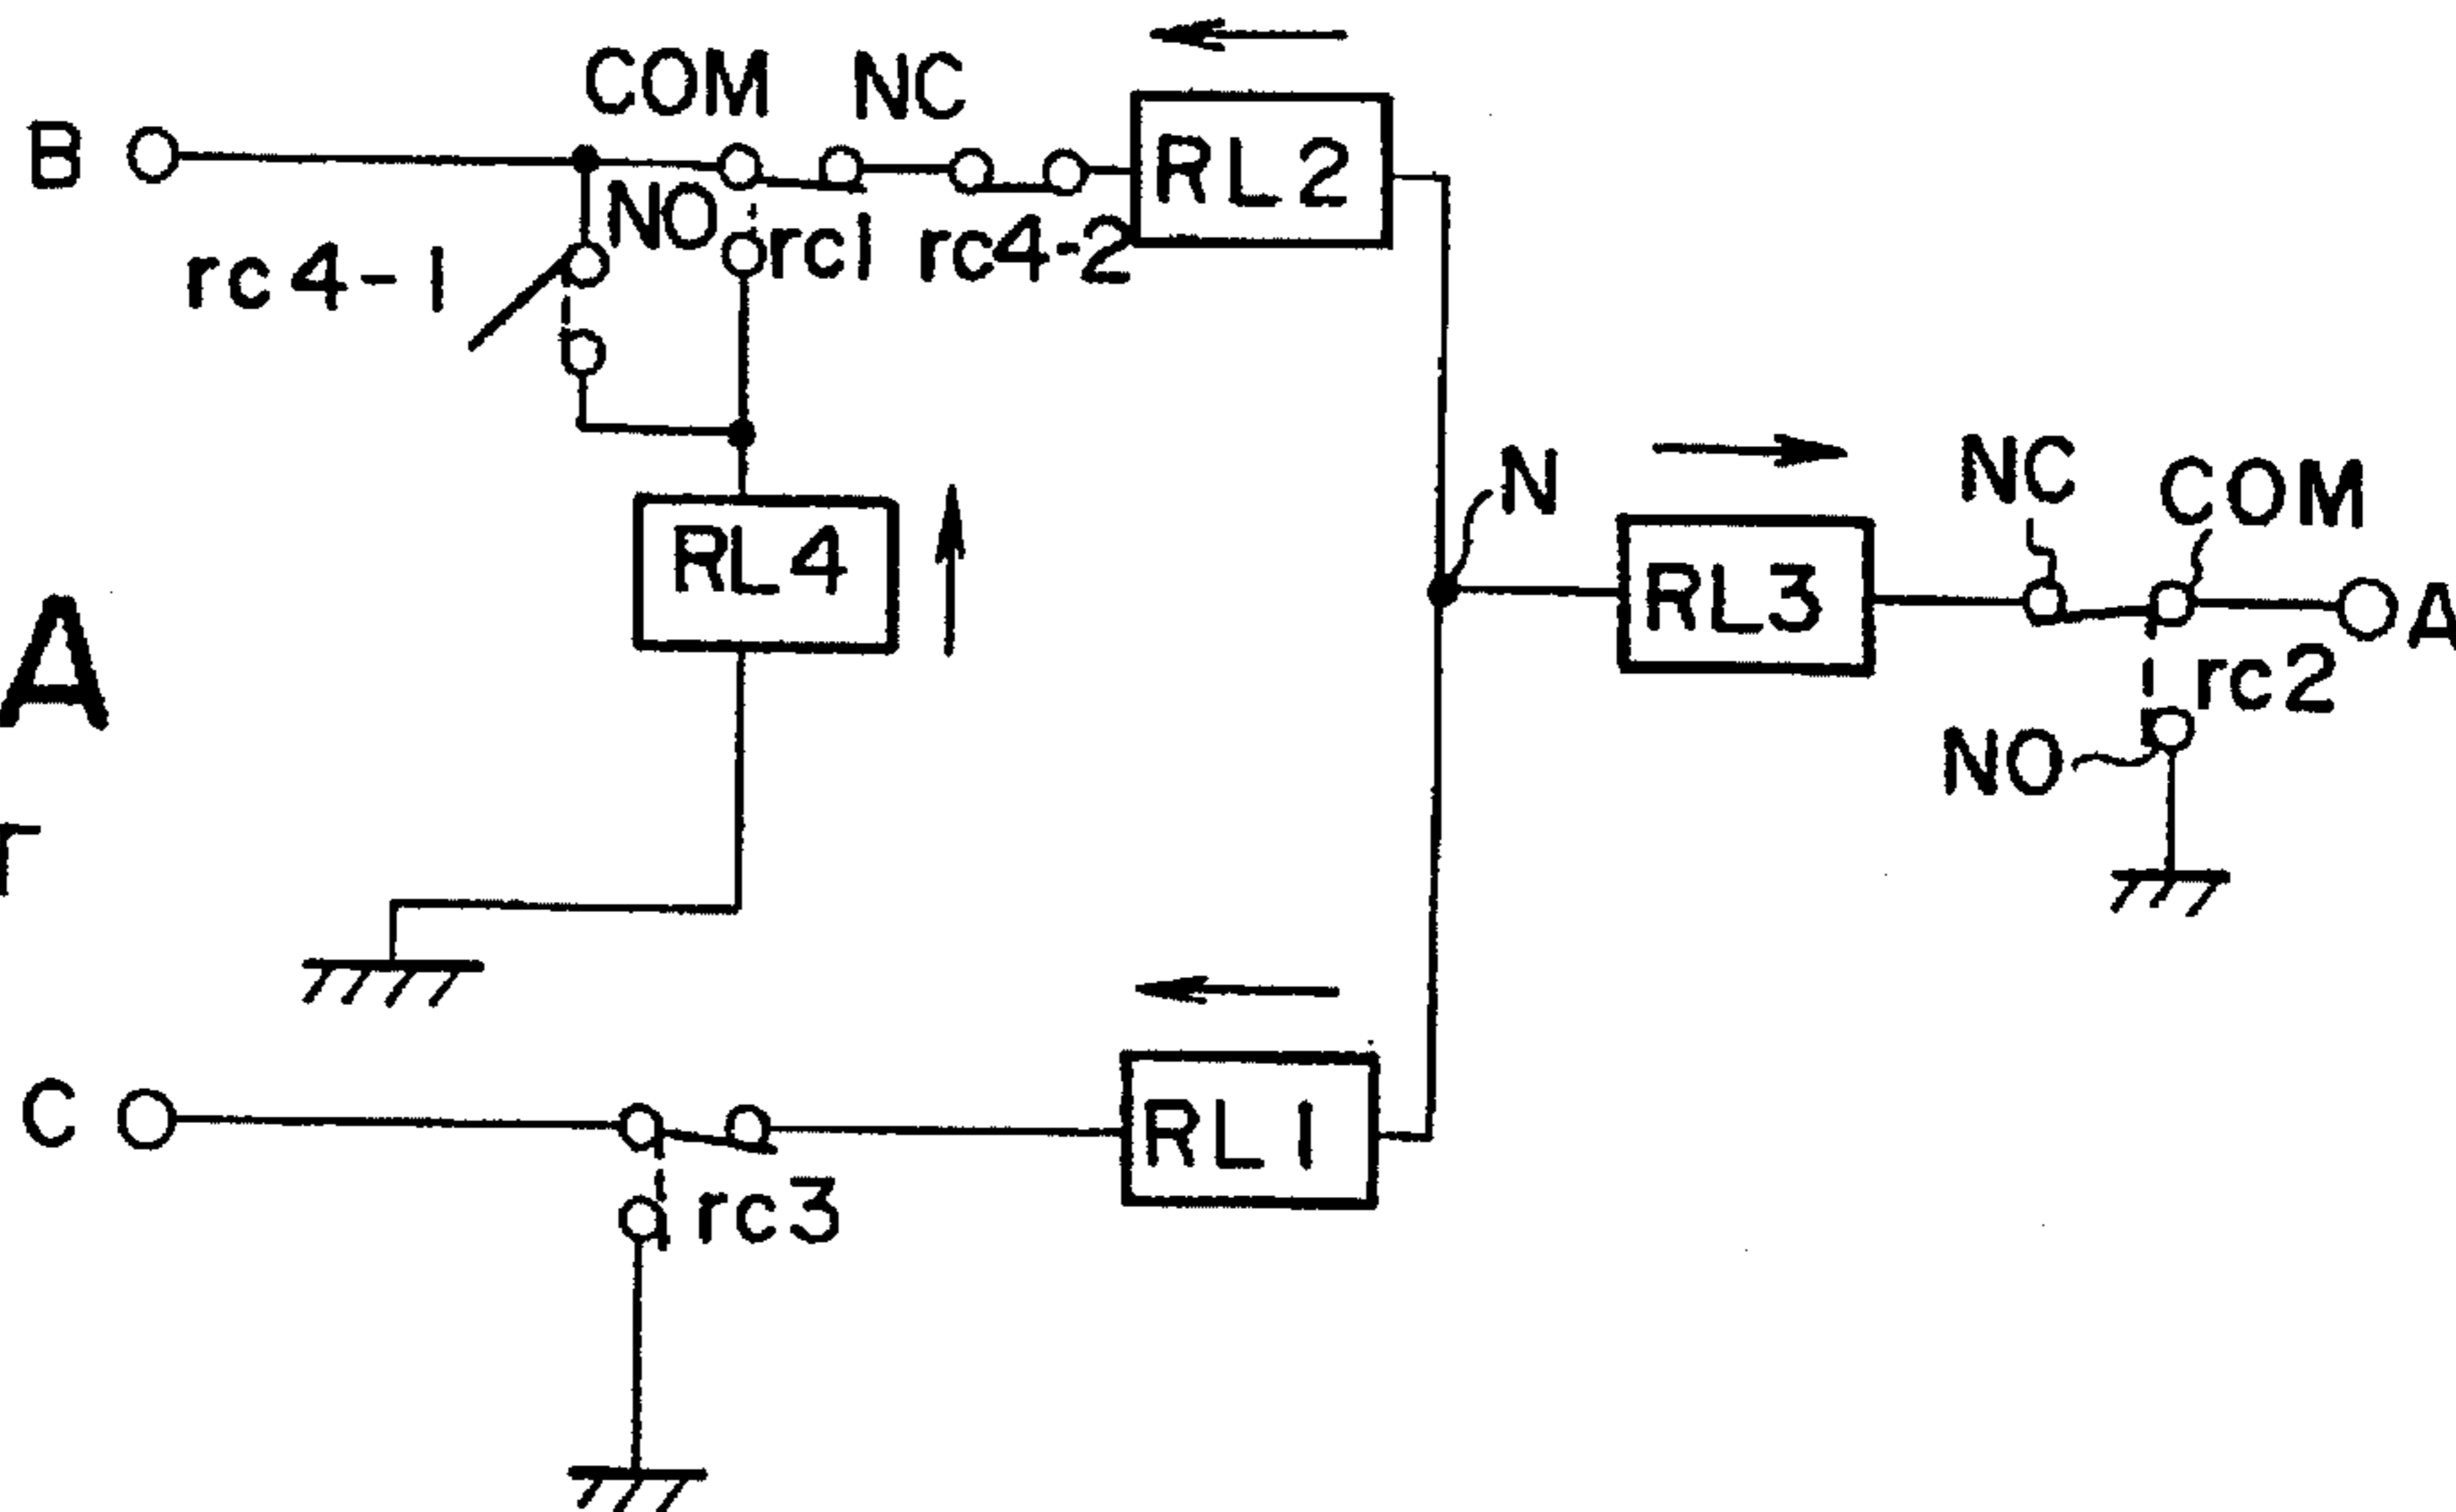 COM NC
B
RL2
NO
rc1 rc4-2
rc4-1
N
NC
COM
RL4
RL3
A
A
rc2
NO
C
RL1
rc3